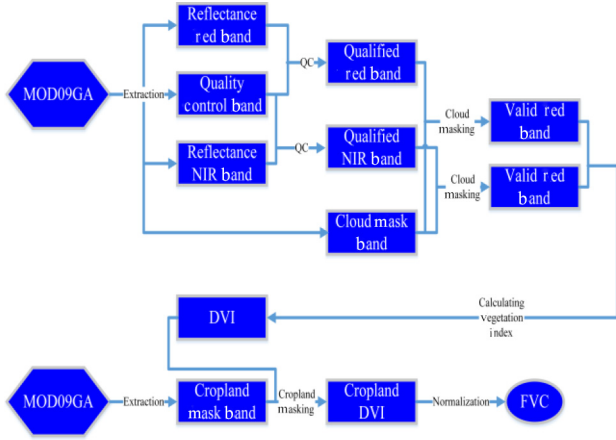 Reflectance
red band
MOD09GA
Extraction
Quality
control band
Reflectance
NIR band
QC
Qualified
red band
QC
Qualified
NIR band
Cloud mask
band
Cloud
masking
Valid red
band
Cloud
masking
Valid red
band
Calculating
vegetation
index
DVI
MOD09GA
Extraction
Cropland
mask band
Cropland
masking
Cropland
DVI
Normalization
FVC